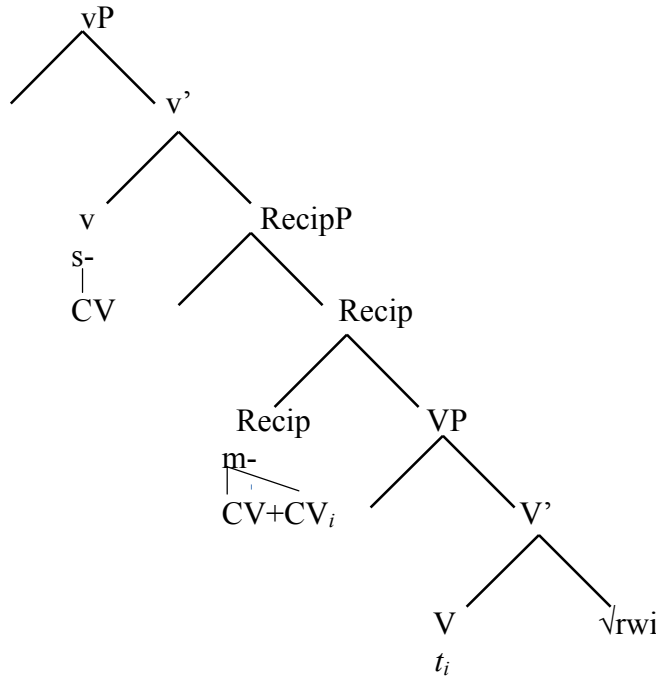 vP
v’
v RecipP
s-
CV Recip
Recip VP
m-
CV+CVi V’
V √rwi
ti